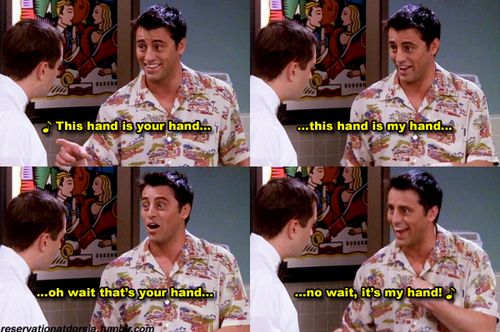 ♪ This hand is your hand...
...this hand is my hand...
...oh wait that's your hand...
...no wait, it's my hand! ♪
reservationatdorsia.tumblr.com